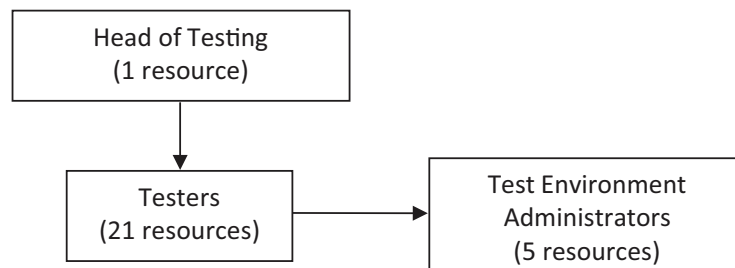 Head of Testing
(1 resource)
Testers
(21 resources)
Test Environment
Administrators
(5 resources)